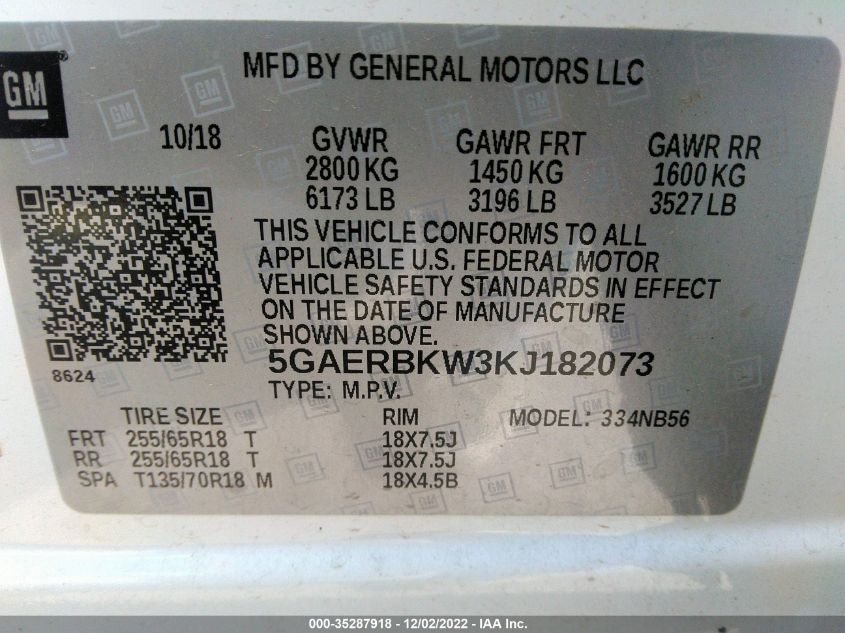 GM
MFD BY GENERAL MOTORS LLC
10/18 GVWR GAWR FRT GAWR RR
2800 KG 1450 KG 1600 KG
6173 LB 3196 LB 3527 LB
THIS VEHICLE CONFORMS TO ALL
APPLICABLE U.S. FEDERAL MOTOR
VEHICLE SAFETY STANDARDS IN EFFECT
ON THE DATE OF MANUFACTURE
SHOWN ABOVE.
8624
5GAERBKW3KJ182073
TYPE: M.P.V.
TIRE SIZE RIM MODEL: 334NB56
FRT 255/65R18 T 18X7.5J
RR 255/65R18 T 18X7.5J
SPA T135/70R18 M 18X4.5B
000-35287918 - 12/02/2022 - IAA Inc.